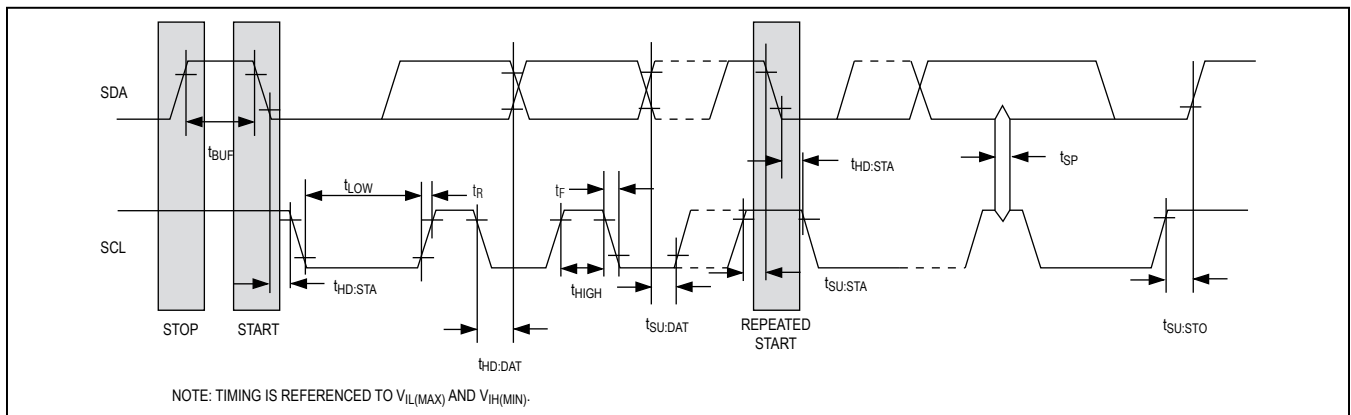 SDA
tBUF
tHD:STA
tSP
tLOW
tR
tF
SCL
tHD:STA
tHIGH
tSU:STA
tSU:DAT
tSU:STO
STOP
START
REPEATED
START
tHD:DAT
NOTE: TIMING IS REFERENCED TO VIL(MAX) AND VIH(MIN).